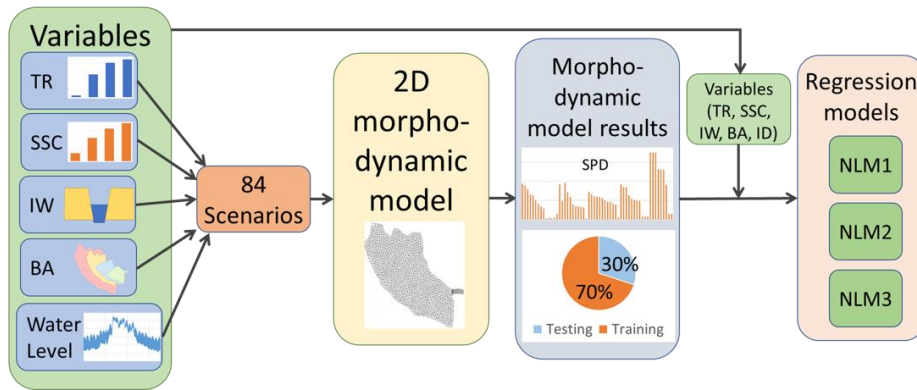 Variables
TR
SSC
IW
BA
Water
Level
84
Scenarios
2D
morpho-
dynamic
model
Morpho-
dynamic
model results
SPD
30%
70%
Testing
Training
Variables
(TR, SSC,
IW, BA, ID)
Regression
models
NLM1
NLM2
NLM3